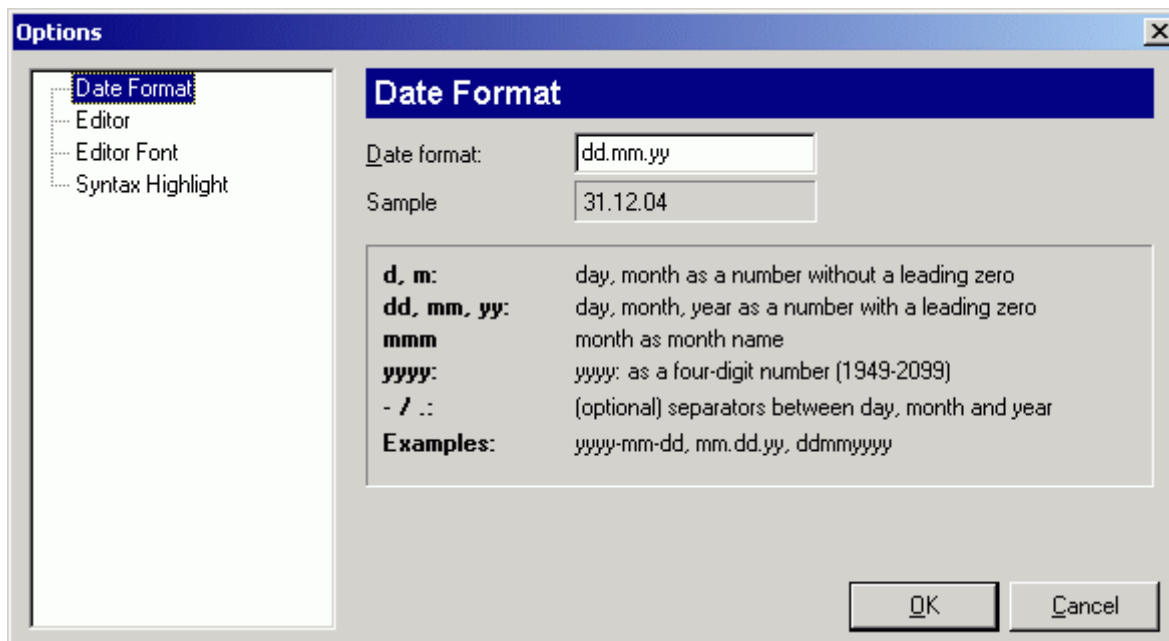 Options
Date Format
Editor
Editor Font
Syntax Highlight
Date Format
Date format: dd.mm.yy
Sample 31.12.04
d, m: day, month as a number without a leading zero
dd, mm, yy: day, month, year as a number with a leading zero
mmm month as month name
yyyy: yyyy: as a four-digit number (1949-2099)
- / .: (optional) separators between day, month and year
Examples: yyyy-mm-dd, mm.dd.yy, ddmmyyyy
OK Cancel